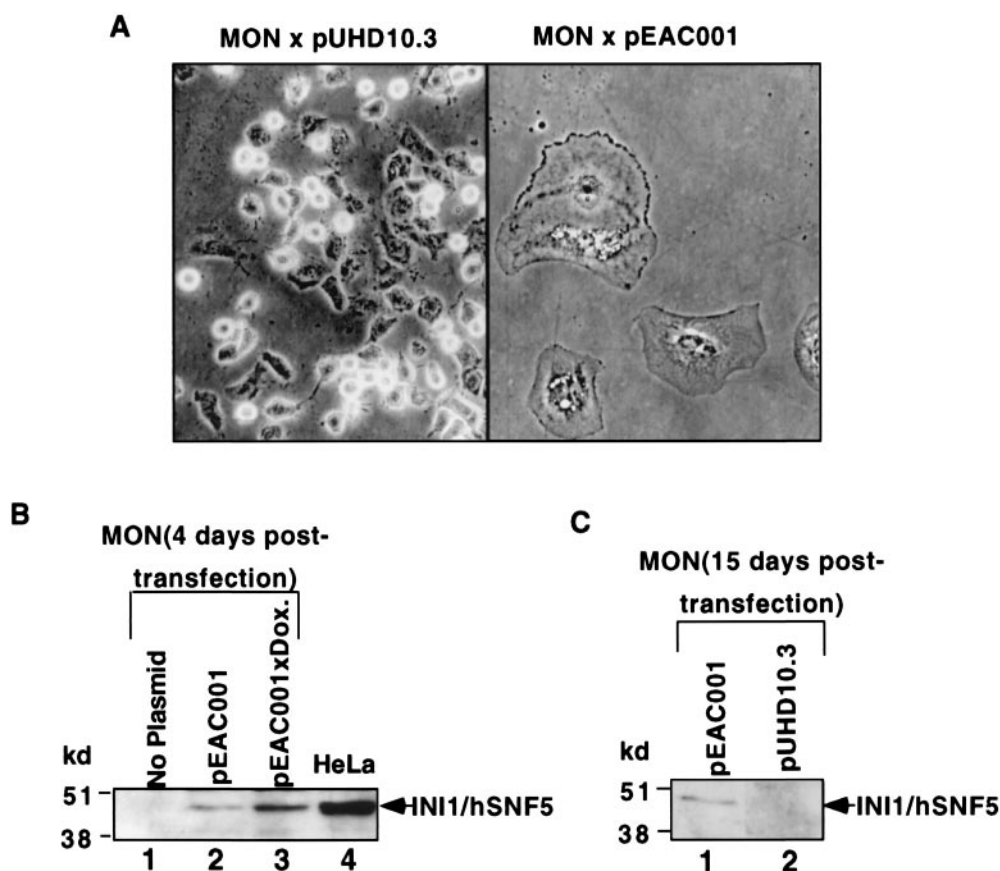 A
MON x pUHD10.3
MON x pEAC001
B
MON(4 days post-
transfection)
No Plasmid
pEAC001
pEAC001xDox.
HeLa
kd
51
38
INI1/hSNF5
1 2 3 4
C
MON(15 days post-
transfection)
pEAC001
pUHD10.3
kd
51
38
INI1/hSNF5
1 2